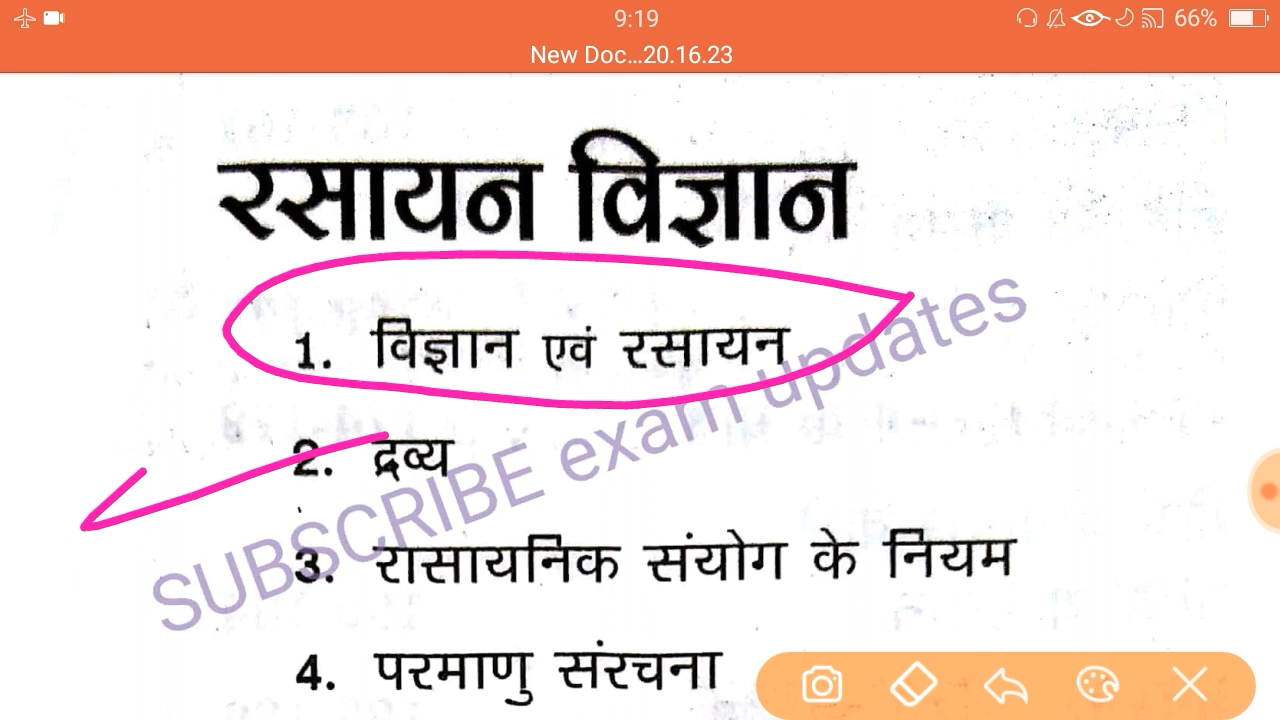 9:19
66%
New Doc...20.16.23
रसायन विज्ञान
1. विज्ञान एवं रसायन
2. द्रव्य
3. रासायनिक संयोग के नियम
4. परमाणु संरचना
SUBSCRIBE exam updates